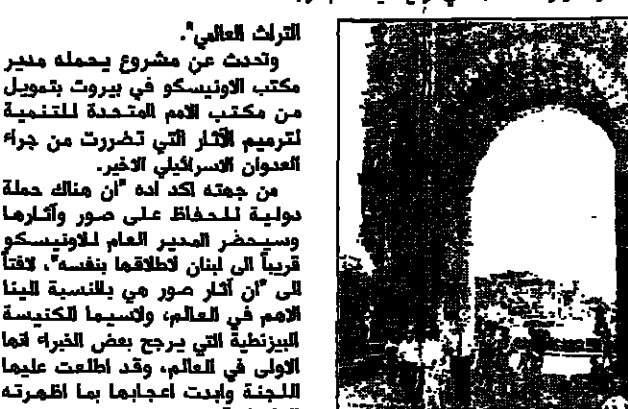 التراث العالمي".
وتحدث عن مشروع يحمله مدير
مكتب الاونيسكو في بيروت بتمويل
من مكتب الامم المتحدة للتنمية
لترميم الآثار التي تضررت من جراء
العدوان الاسرائيلي الاخير.
من جهته اكد اده "ان هناك حملة
دولية للحفاظ على صور وآثارها
وسيحضر المدير العام للاونيسكو
قريباً الى لبنان لاطلاقها بنفسه"، لافتاً
الى "ان آثار صور هي بالنسبة الينا
الاهم في العالم، ولاسيما الكنيسة
البيزنطية التي يرجح بعض الخبراء انها
الاولى في العالم، وقد اطلعت عليها
اللجنة وابدت اعجابها بما اظهرته